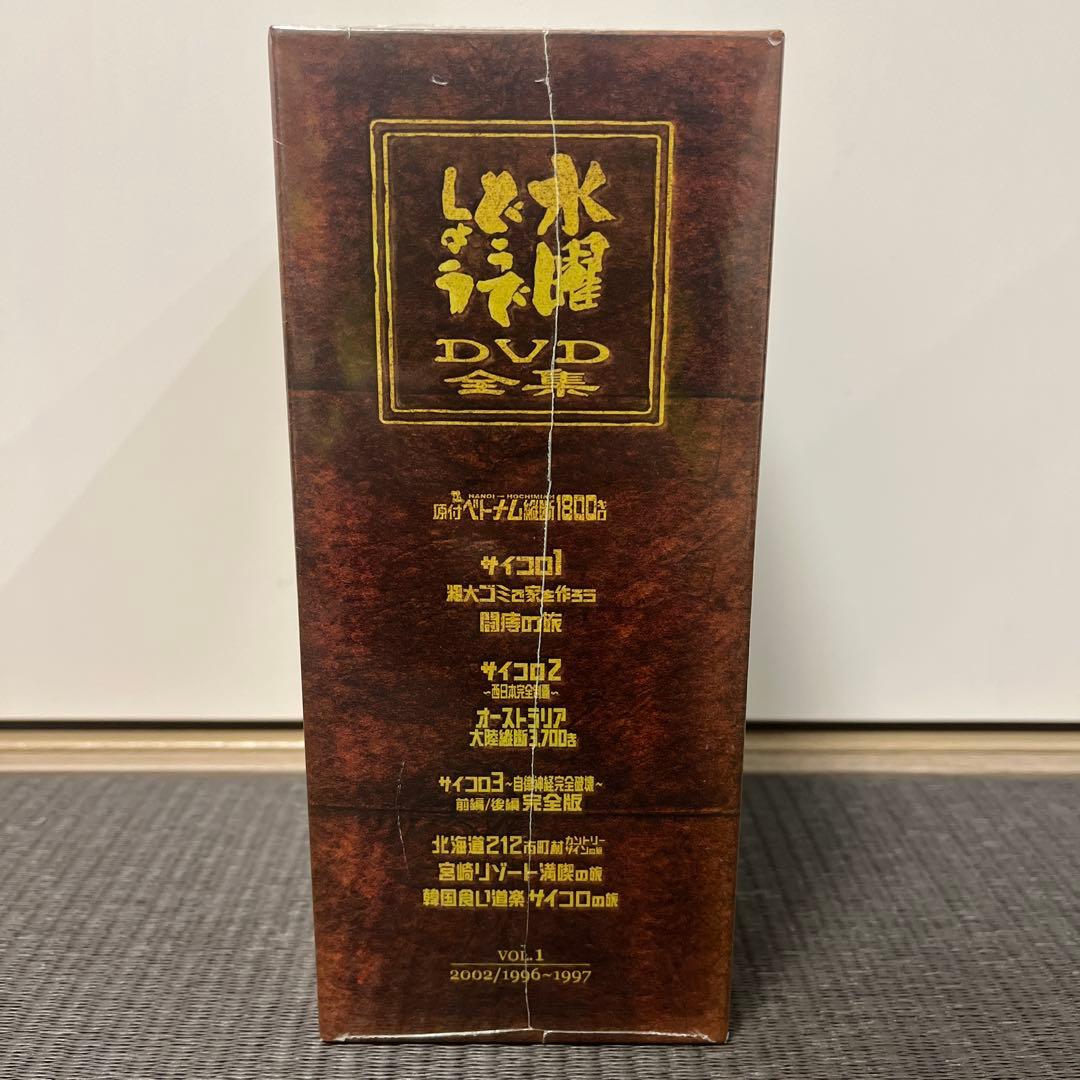 水曜
どうで
しょう
DVD
全集
HANOI → HOCHIMINH
原付ベトナム縦断1800キロ
サイコロ1
粗大ゴミで家を作ろう
闘痔の旅
サイコロ2
～西日本完全制覇～
オーストラリア
大陸縦断3,700キロ
サイコロ3～自律神経完全破壊～
前編/後編 完全版
北海道212市町村カントリーサインの旅
宮崎リゾート満喫の旅
韓国食い道楽サイコロの旅
VOL.1
2002/1996~1997